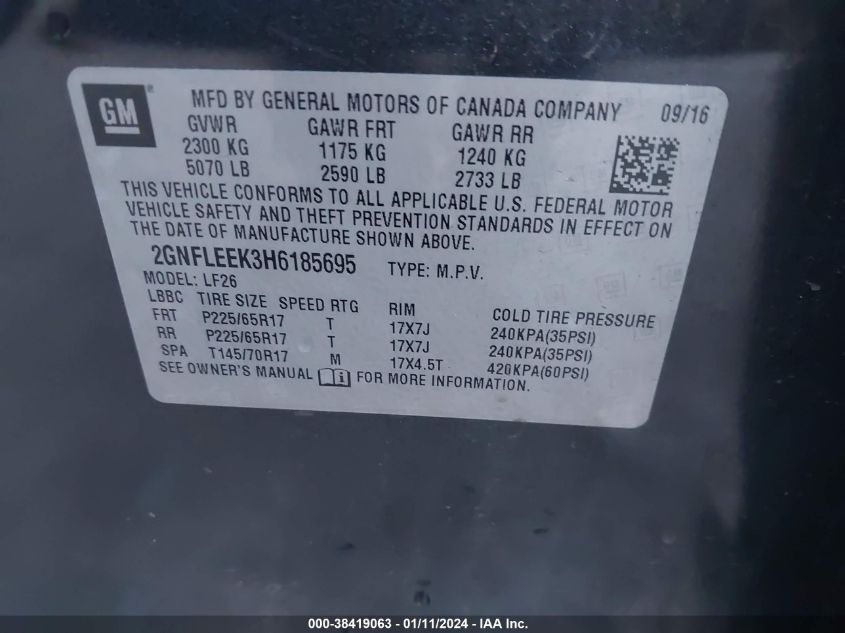 GM ® MFD BY GENERAL MOTORS OF CANADA COMPANY 09/16
GVWR GAWR FRT GAWR RR
2300 KG 1175 KG 1240 KG
5070 LB 2590 LB 2733 LB
THIS VEHICLE CONFORMS TO ALL APPLICABLE U.S. FEDERAL MOTOR
VEHICLE SAFETY AND THEFT PREVENTION STANDARDS IN EFFECT ON
THE DATE OF MANUFACTURE SHOWN ABOVE.
2GNFLEEK3H6185695 TYPE: M.P.V.
MODEL: LF26
LBBC TIRE SIZE SPEED RTG RIM COLD TIRE PRESSURE
FRT P225/65R17 T 17X7J 240KPA(35PSI)
RR P225/65R17 T 17X7J 240KPA(35PSI)
SPA T145/70R17 M 17X4.5T 420KPA(60PSI)
SEE OWNER'S MANUAL FOR MORE INFORMATION.
000-38419063 - 01/11/2024 - IAA Inc.